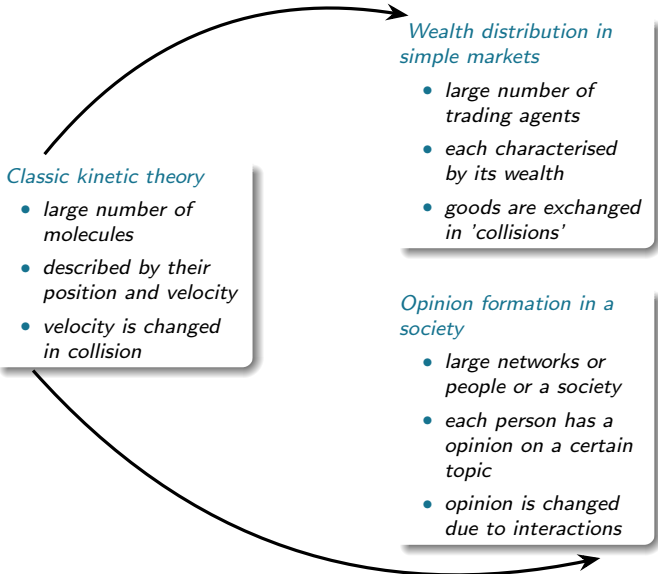 Classic kinetic theory
• large number of
molecules
• described by their
position and velocity
• velocity is changed
in collision
Wealth distribution in
simple markets
• large number of
trading agents
• each characterised
by its wealth
• goods are exchanged
in 'collisions'
Opinion formation in a
society
• large networks or
people or a society
• each person has a
opinion on a certain
topic
• opinion is changed
due to interactions